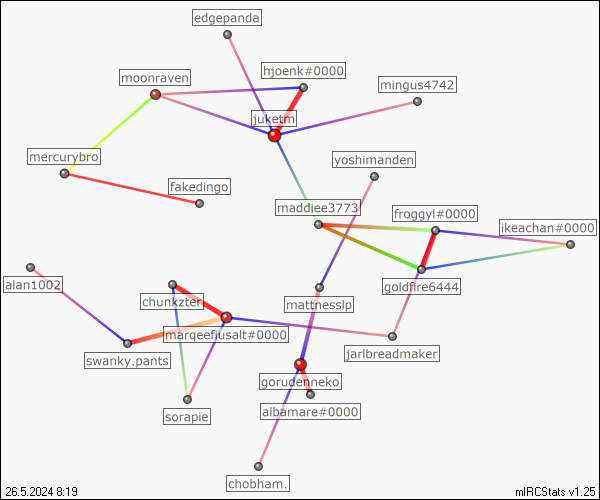 edgepanda
hjoenk#0000
moonraven
mingus4742
juketm
yoshimanden
mercurybro
fakedingo
maddiee3773
froggyl#0000
ikeachan#0000
alan1002
goldfire6444
chunkzter
mattnesslp
marqeefjusalt#0000
swanky.pants
jarlbreadmaker
gorudenneko
albamare#0000
sorapie
chobham.
26.5.2024 8:19
mIRCStats v1.25